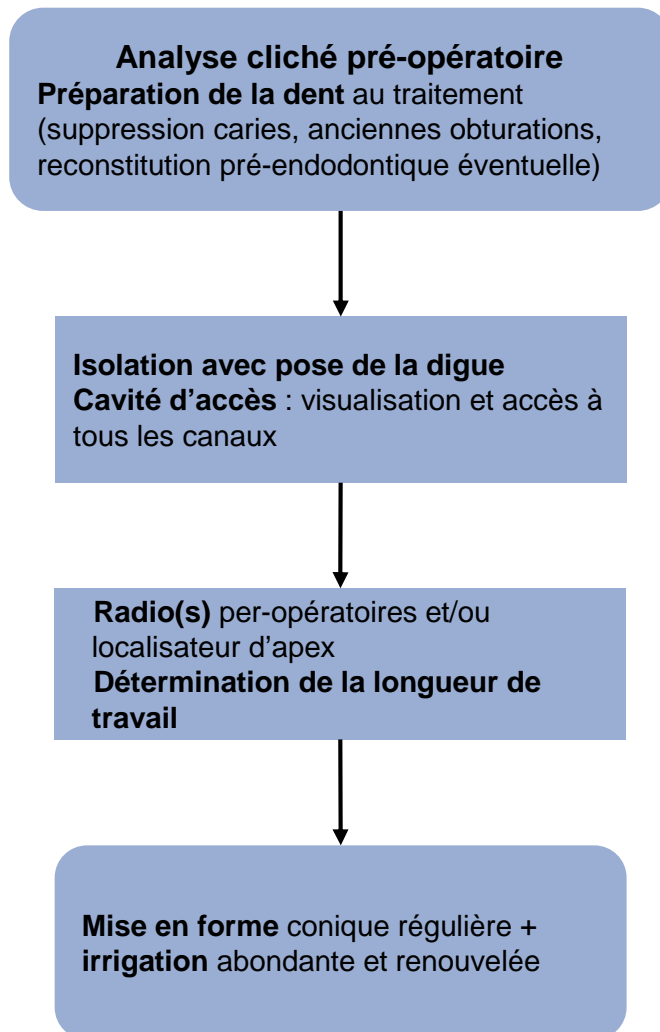 Analyse cliché pré-opératoire
Préparation de la dent au traitement
(suppression caries, anciennes obturations,
reconstitution pré-endodontique éventuelle)
Isolation avec pose de la digue
Cavité d’accès : visualisation et accès à
tous les canaux
Radio(s) per-opératoires et/ou
localisateur d’apex
Détermination de la longueur de
travail
Mise en forme conique régulière +
irrigation abondante et renouvelée